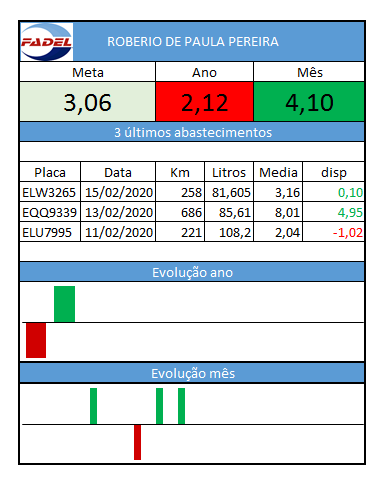 FADEL
ROBERIO DE PAULA PEREIRA
Meta Ano Mês
3,06 2,12 4,10
3 últimos abastecimentos
Placa Data Km Litros Media disp
ELW3265 15/02/2020 258 81,605 3,16 0,10
EQQ9339 13/02/2020 686 85,61 8,01 4,95
ELU7995 11/02/2020 221 108,2 2,04 -1,02
Evolução ano
Evolução mês